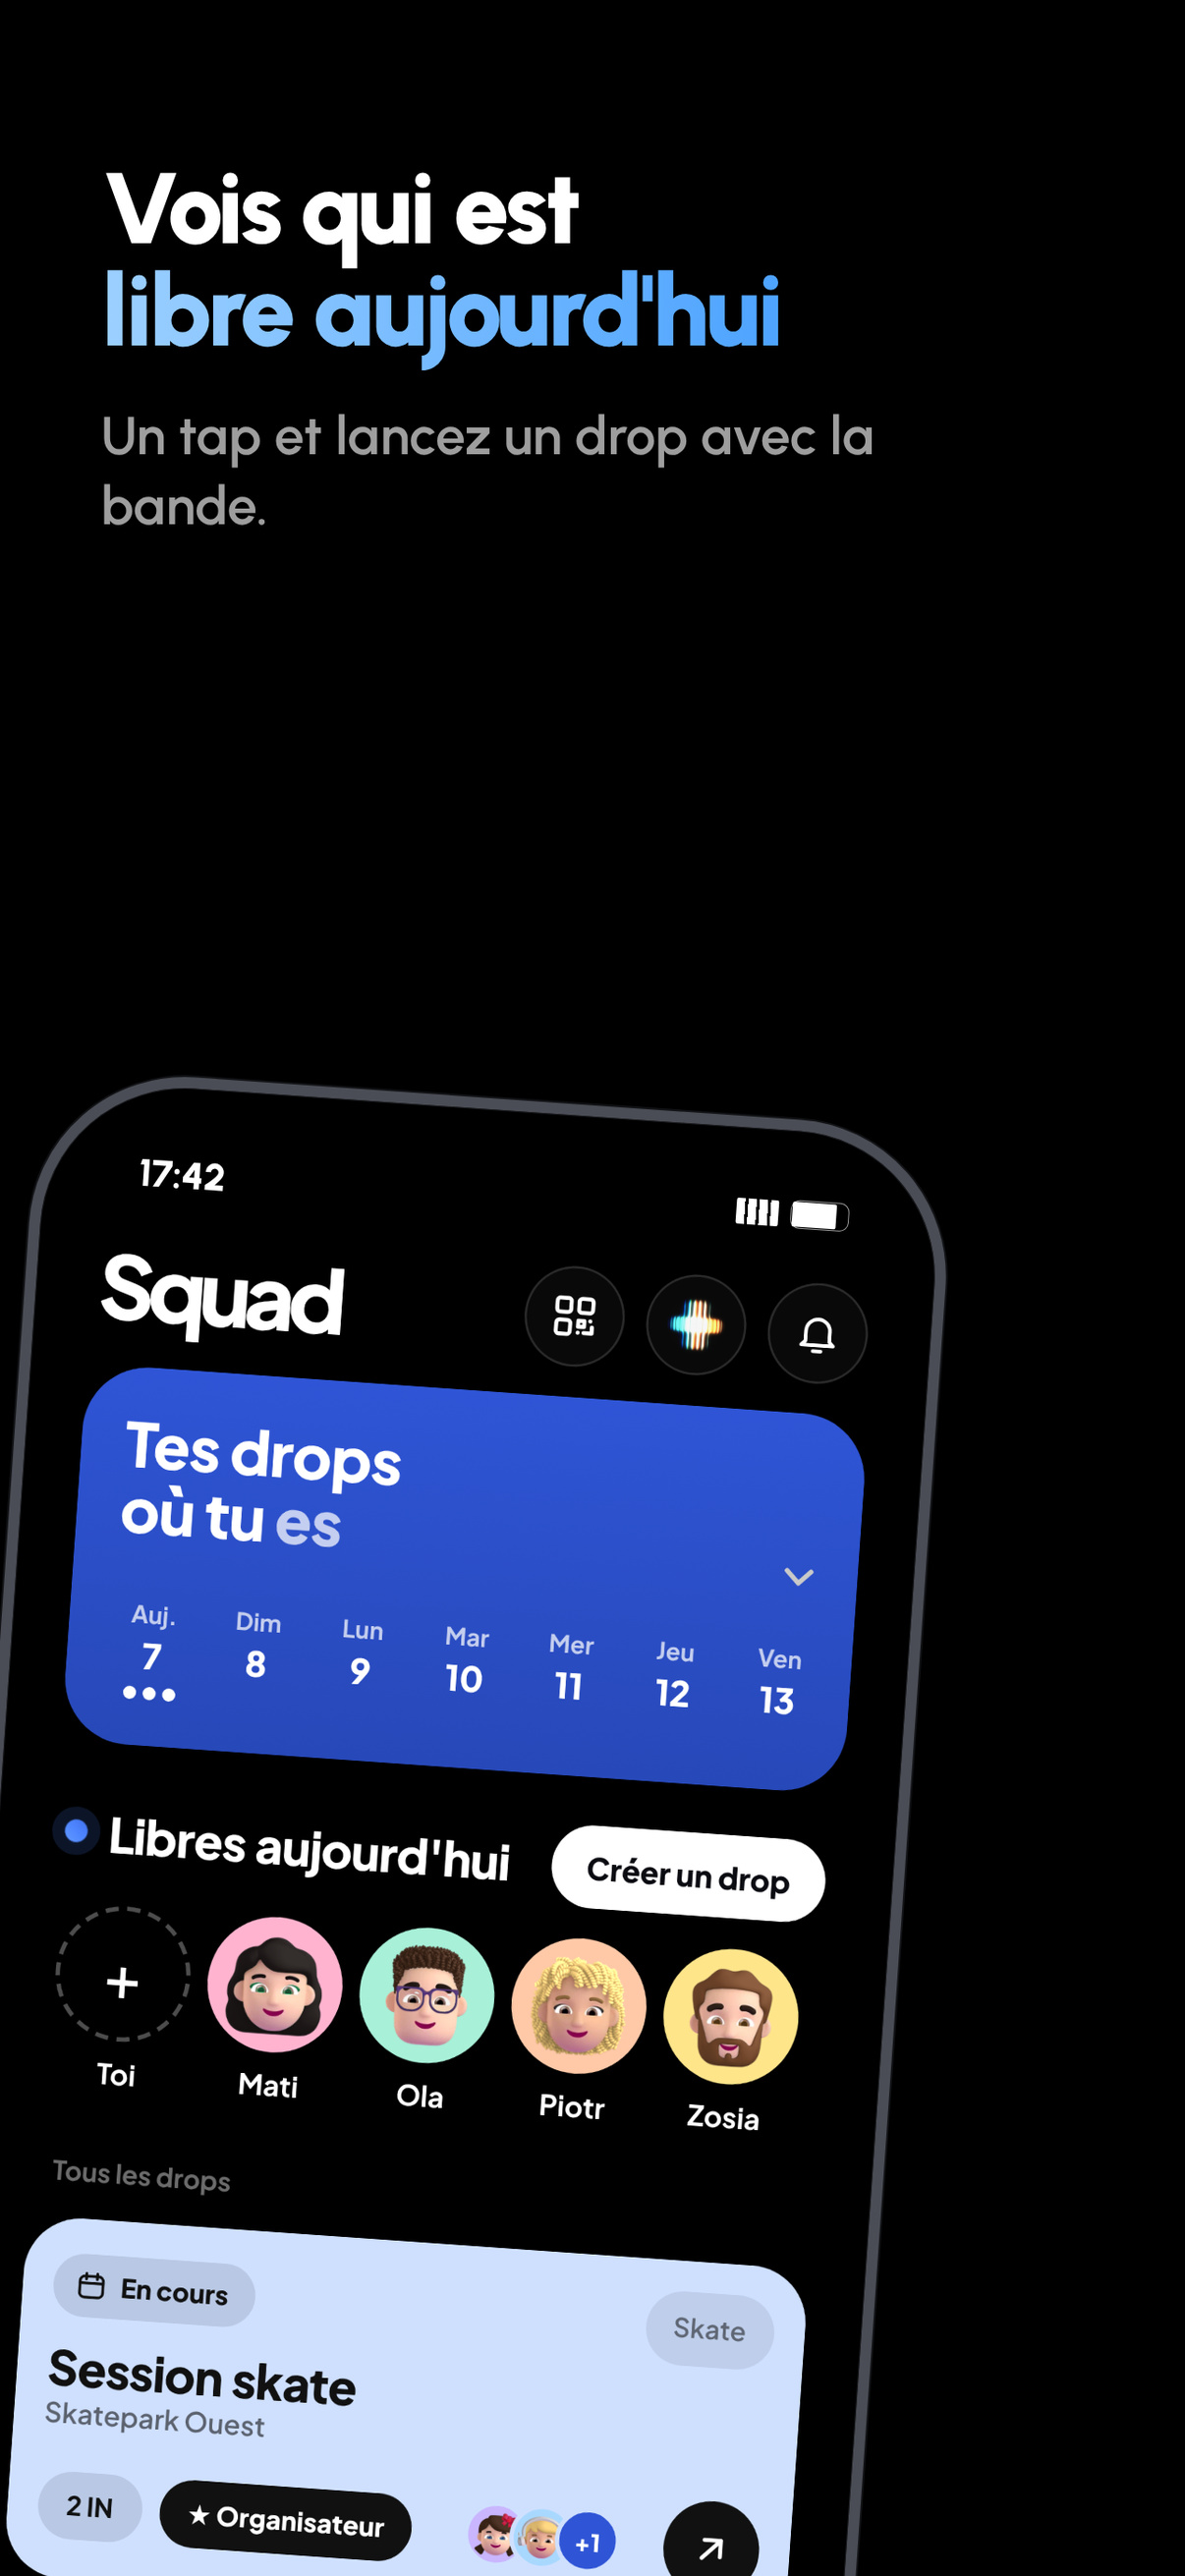 Vois qui est
libre aujourd'hui
Un tap et lancez un drop avec la
bande.
17:42
Squad
Tes drops
où tu es
Auj. Dim Lun Mar Mer Jeu Ven
7 8 9 10 11 12 13
Libres aujourd'hui
Créer un drop
+
Toi Mati Ola Piotr Zosia
Tous les drops
En cours
Skate
Session skate
Skatepark Ouest
2 IN
★ Organisateur
+1